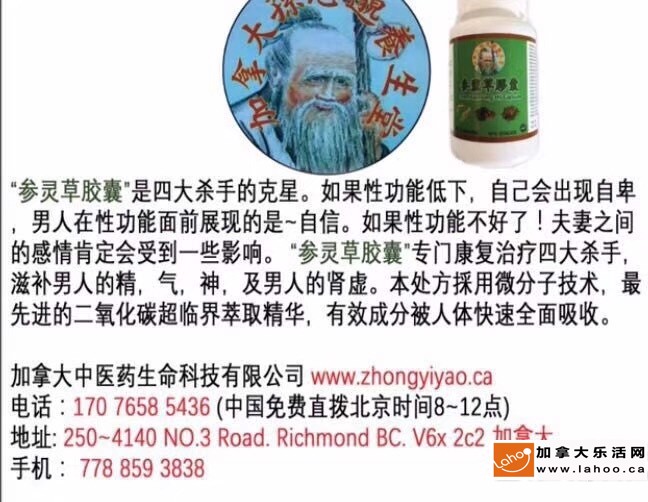 加拿大孫思邈養生堂
参灵草胶囊
“参灵草胶囊”是四大杀手的克星。如果性功能低下，自己会出现自卑
，男人在性功能面前展现的是~自信。如果性功能不好了！夫妻之间
的感情肯定会受到一些影响。 “参灵草胶囊”专门康复治疗四大杀手，
滋补男人的精，气，神，及男人的肾虚。本处方採用微分子技术，最
先进的二氧化碳超临界萃取精华，有效成分被人体快速全面吸收。
加拿大中医药生命科技有限公司 www.zhongyiyao.ca
电话：170 7658 5436 (中国免费直拨北京时间8~12点)
地址: 250~4140 NO.3 Road. Richmond BC. V6x 2c2 加拿大
手机： 778 859 3838
Lahoo
加拿大乐活网
www.lahoo.ca